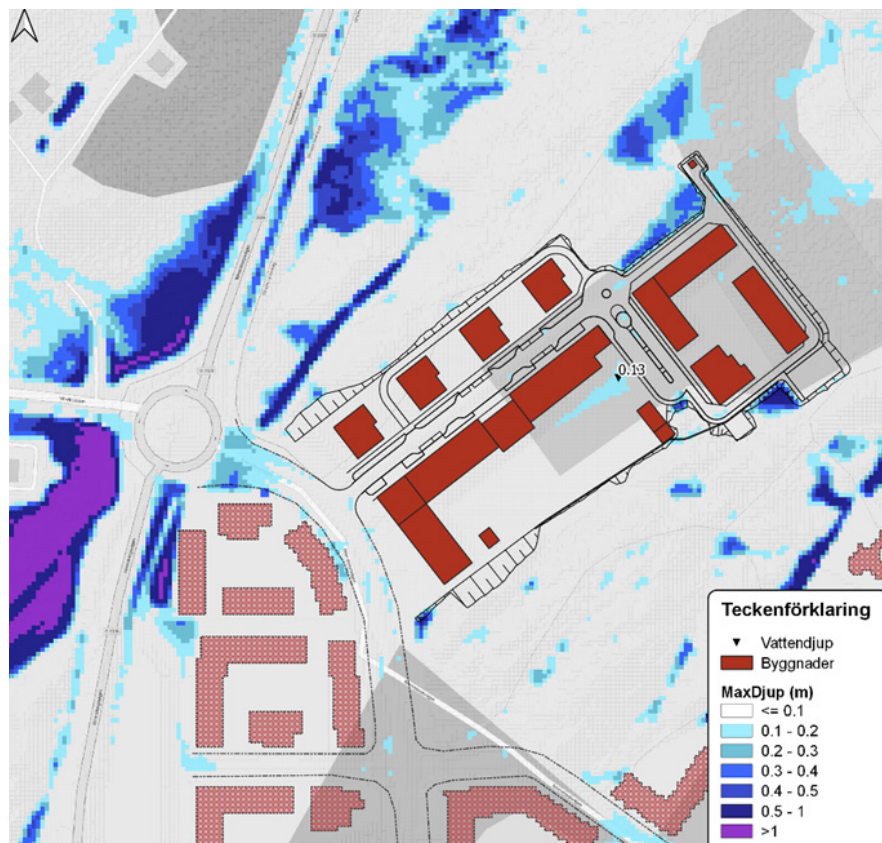 0.13
Teckenförklaring
Vattendjup
Byggnader
MaxDjup (m)
<= 0.1
0.1 - 0.2
0.2 - 0.3
0.3 - 0.4
0.4 - 0.5
0.5 - 1
>1